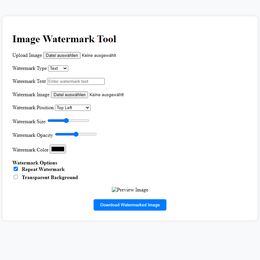 Image Watermark Tool
Upload Image Datei auswählen Keine ausgewählt
Watermark Type Text
Watermark Text Enter watermark text
Watermark Image Datei auswählen Keine ausgewählt
Watermark Position Top Left
Watermark Size
Watermark Opacity
Watermark Color
Watermark Options
Repeat Watermark
Transparent Background
Preview Image
Download Watermarked Image